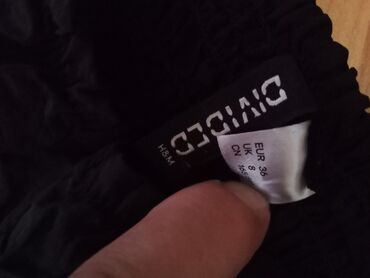 DIVIDED
H&M
EUR 36
UK 8
CN